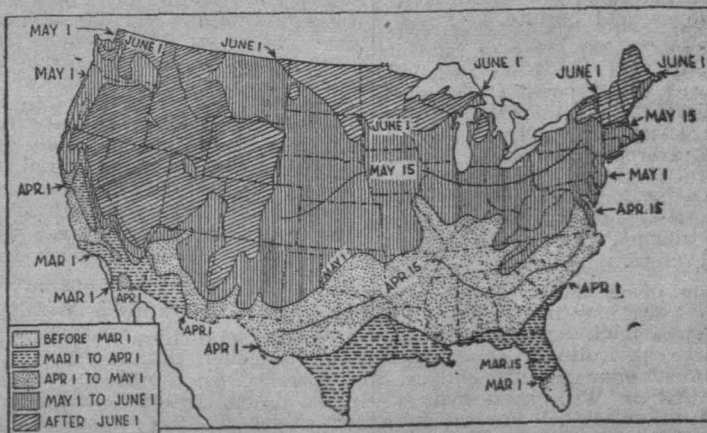 MAY 1
JUNE 1
JUNE 1
JUNE 1
JUNE 1
JUNE 1
MAY 1
JUNE 1
MAY 15
MAY 15
MAY 1
APR. 1
APR. 15
MAR 1
MAY 1
APR. 15
MAR 1
APR 1
APR. 1
APR. 1
APR. 1
MAR. 15
MAR 1
BEFORE MAR 1
MAR 1 TO APR 1
APR 1 TO MAY 1
MAY 1 TO JUNE 1
AFTER JUNE 1